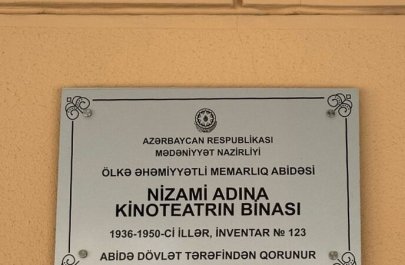 AZƏRBAYCAN RESPUBLİKASI
MƏDƏNİYYƏT NAZİRLİYİ
ÖLKƏ ƏHƏMİYYƏTLİ MEMARLIQ ABİDƏSİ
NİZAMİ ADINA
KİNOTEATRIN BİNASI
1936-1950-Cİ İLLƏR, İNVENTAR № 123
ABİDƏ DÖVLƏT TƏRƏFİNDƏN QORUNUR